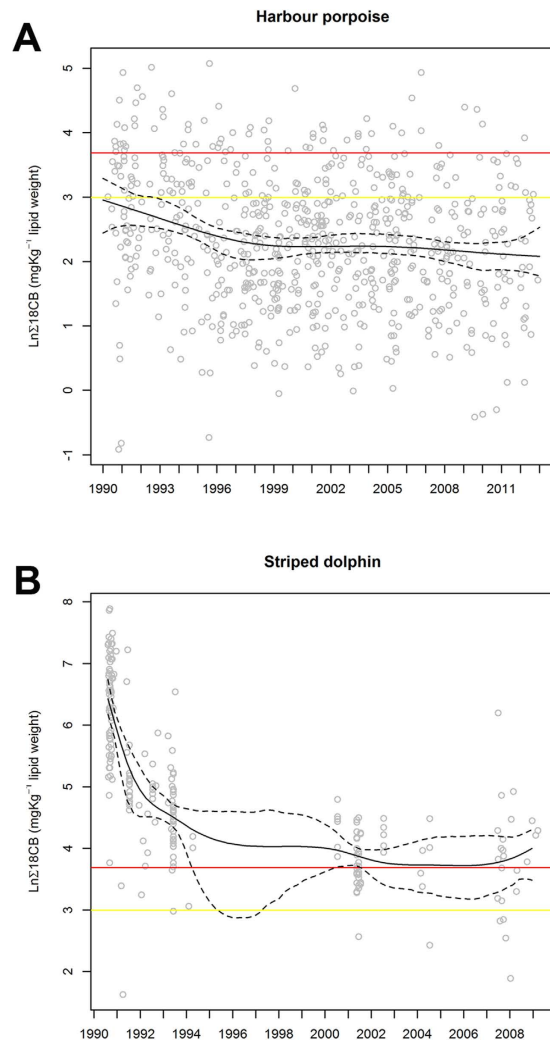 Harbour porpoise
A
LnΣ18CB (mgKg⁻¹ lipid weight)
5
4
3
2
1
0
-1
1990 1993 1996 1999 2002 2005 2008 2011
Striped dolphin
B
LnΣ18CB (mgKg⁻¹ lipid weight)
8
7
6
5
4
3
2
1990 1992 1994 1996 1998 2000 2002 2004 2006 2008